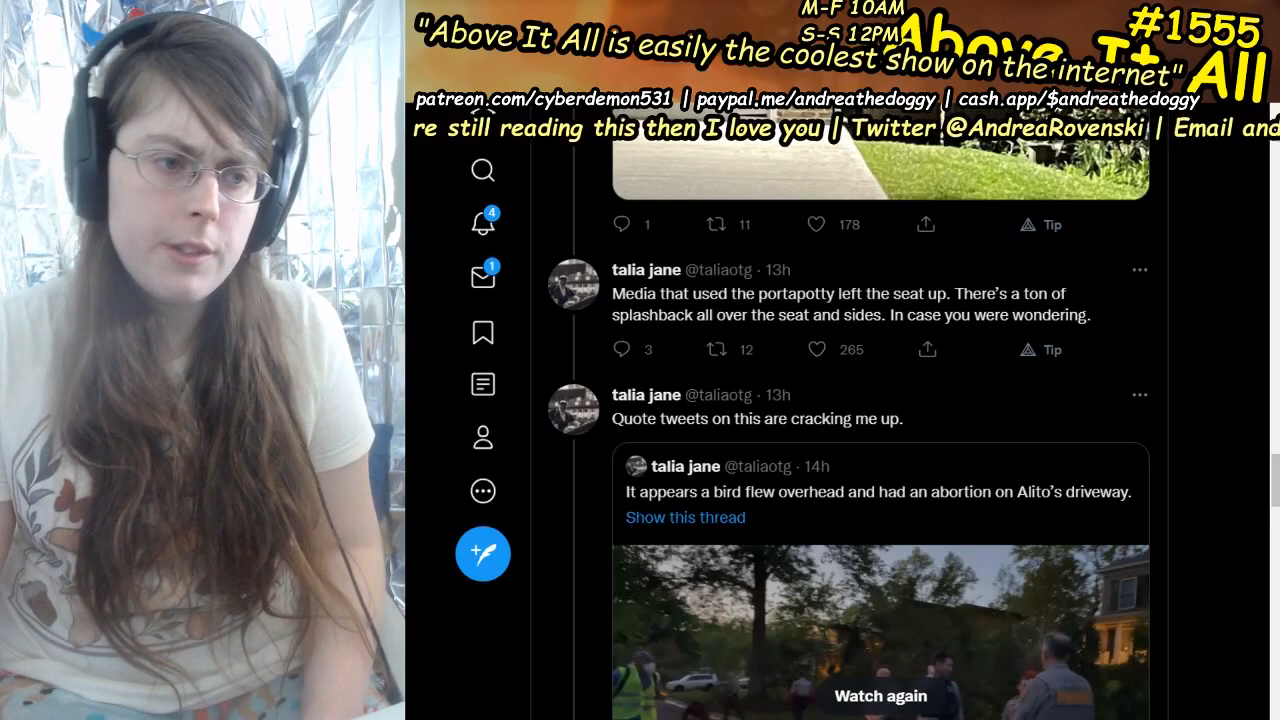 M-F 10AM
S-S 12PM
Above It All
#1555
"Above It All is easily the coolest show on the internet"
patreon.com/cyberdemon531 | paypal.me/andreathedoggy | cash.app/$andreathedoggy
re still reading this then I love you | Twitter @AndreaRovenski | Email and
1 11 178 Tip
talia jane @taliaotg · 13h
Media that used the portapotty left the seat up. There's a ton of
splashback all over the seat and sides. In case you were wondering.
3 12 265 Tip
talia jane @taliaotg · 13h
Quote tweets on this are cracking me up.
talia jane @taliaotg · 14h
It appears a bird flew overhead and had an abortion on Alito's driveway.
Show this thread
Watch again
4
1